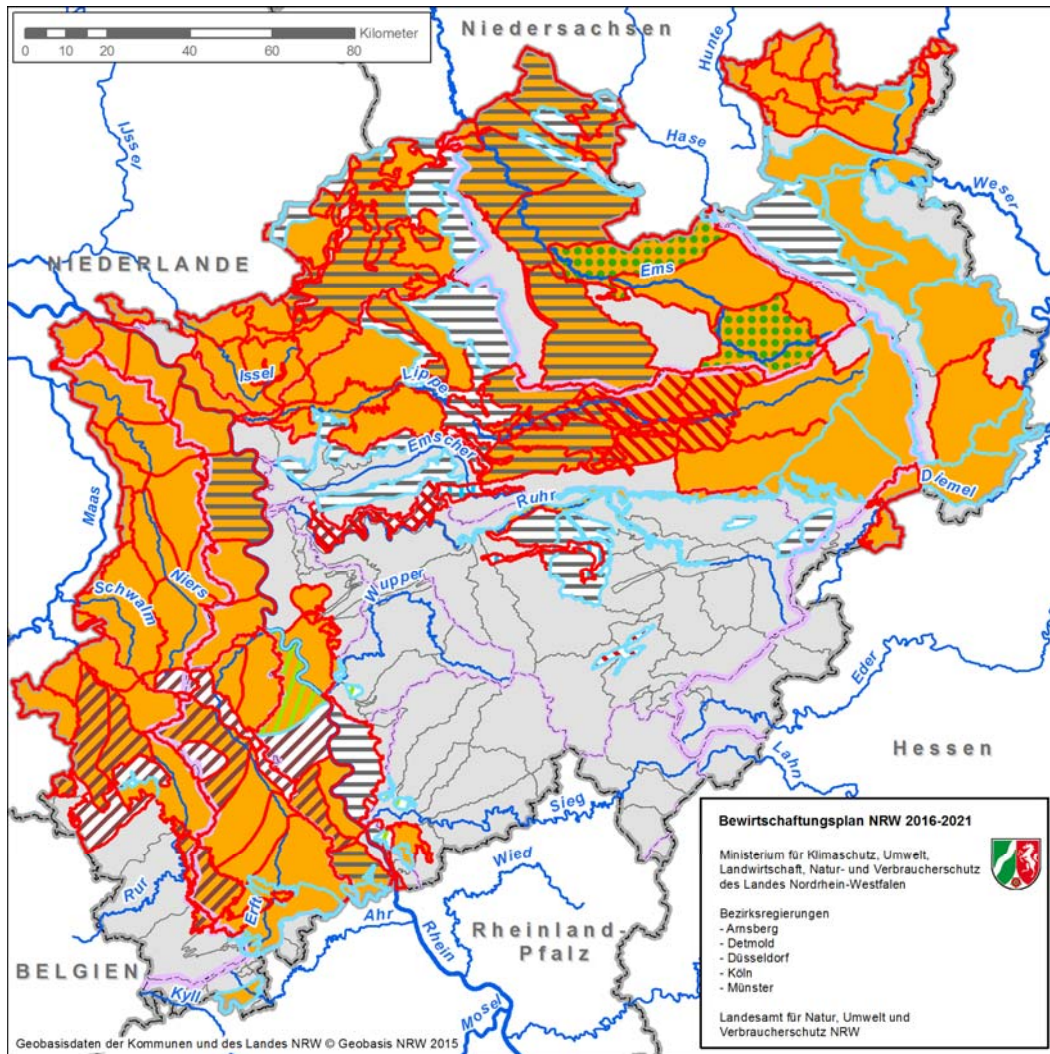 Kilometer
0 10 20 40 60 80
Niedersachsen
Hunte
IJssel
Hase
Weser
NIEDERLANDE
Ems
Issel
Lippe
Emscher
Diemel
Ruhr
Maas
Niers
Wupper
Schwalm
Eder
Hessen
Lahn
Sieg
Wied
Rur
Erft
Ahr
Rhein
Rheinland-
Pfalz
BELGIEN
Kyll
Mosel
Bewirtschaftungsplan NRW 2016-2021
Ministerium für Klimaschutz, Umwelt,
Landwirtschaft, Natur- und Verbraucherschutz
des Landes Nordrhein-Westfalen
Bezirksregierungen
- Arnsberg
- Detmold
- Düsseldorf
- Köln
- Münster
Landesamt für Natur, Umwelt und
Verbraucherschutz NRW
Geobasisdaten der Kommunen und des Landes NRW © Geobasis NRW 2015